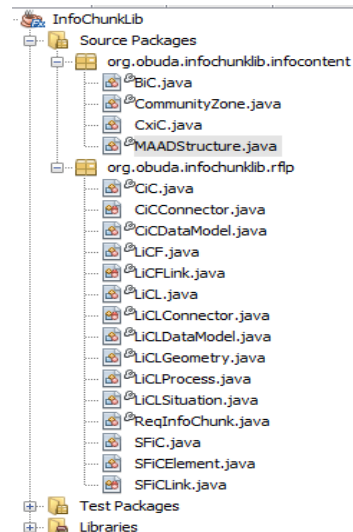 InfoChunkLib
Source Packages
org.obuda.infochunklib.infocontent
BiC.java
CommunityZone.java
CxiC.java
MAADStructure.java
org.obuda.infochunklib.rflp
CiC.java
CiCConnector.java
CiCDataModel.java
LiCF.java
LiCFLink.java
LiCL.java
LiCLConnector.java
LiCLDataModel.java
LiCLGeometry.java
LiCLProcess.java
LiCLSituation.java
ReqInfoChunk.java
SFiC.java
SFiCElement.java
SFiCLink.java
Test Packages
Libraries